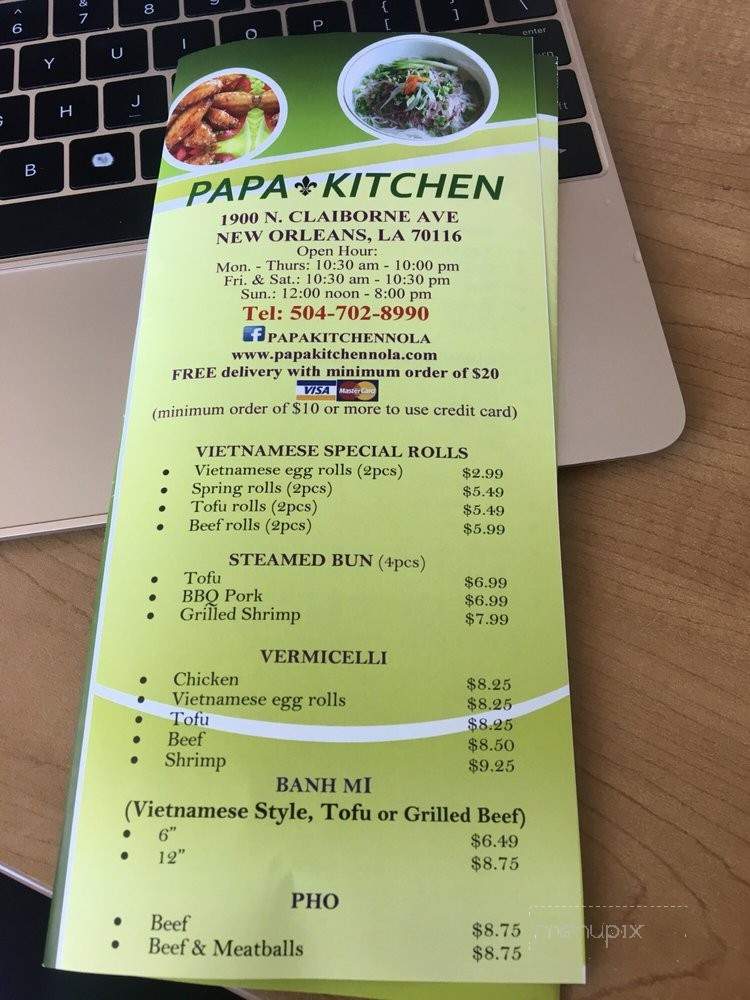 ^
6
&
7
8
9
0
{
[
}
]
|
\
enter
Y
U
I
O
P
H
J
B
PAPA KITCHEN
1900 N. CLAIBORNE AVE
NEW ORLEANS, LA 70116
Open Hour:
Mon. - Thurs: 10:30 am - 10:00 pm
Fri. & Sat.: 10:30 am - 10:30 pm
Sun.: 12:00 noon - 8:00 pm
Tel: 504-702-8990
f PAPAKITCHENNOLA
www.papakitchennola.com
FREE delivery with minimum order of $20
VISA MasterCard
(minimum order of $10 or more to use credit card)
VIETNAMESE SPECIAL ROLLS
• Vietnamese egg rolls (2pcs) $2.99
• Spring rolls (2pcs) $5.49
• Tofu rolls (2pcs) $5.49
• Beef rolls (2pcs) $5.99
STEAMED BUN (4pcs)
• Tofu $6.99
• BBQ Pork $6.99
• Grilled Shrimp $7.99
VERMICELLI
• Chicken $8.25
• Vietnamese egg rolls $8.25
• Tofu $8.25
• Beef $8.50
• Shrimp $9.25
BANH MI
(Vietnamese Style, Tofu or Grilled Beef)
• 6” $6.49
• 12” $8.75
PHO
• Beef $8.75
• Beef & Meatballs $8.75
menupix